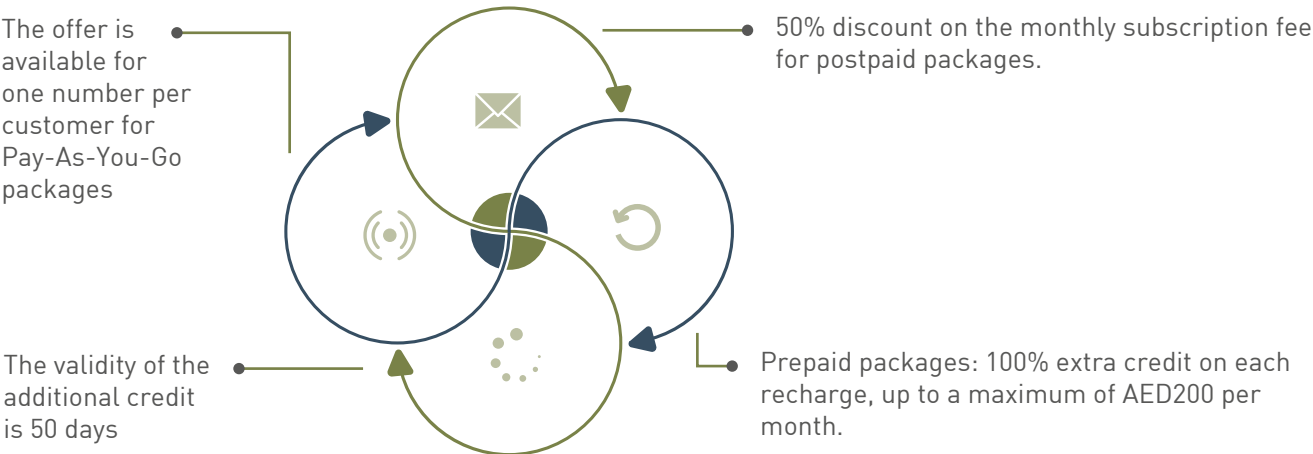 The offer is
available for
one number per
customer for
Pay-As-You-Go
packages
50% discount on the monthly subscription fee
for postpaid packages.
The validity of the
additional credit
is 50 days
Prepaid packages: 100% extra credit on each
recharge, up to a maximum of AED200 per
month.